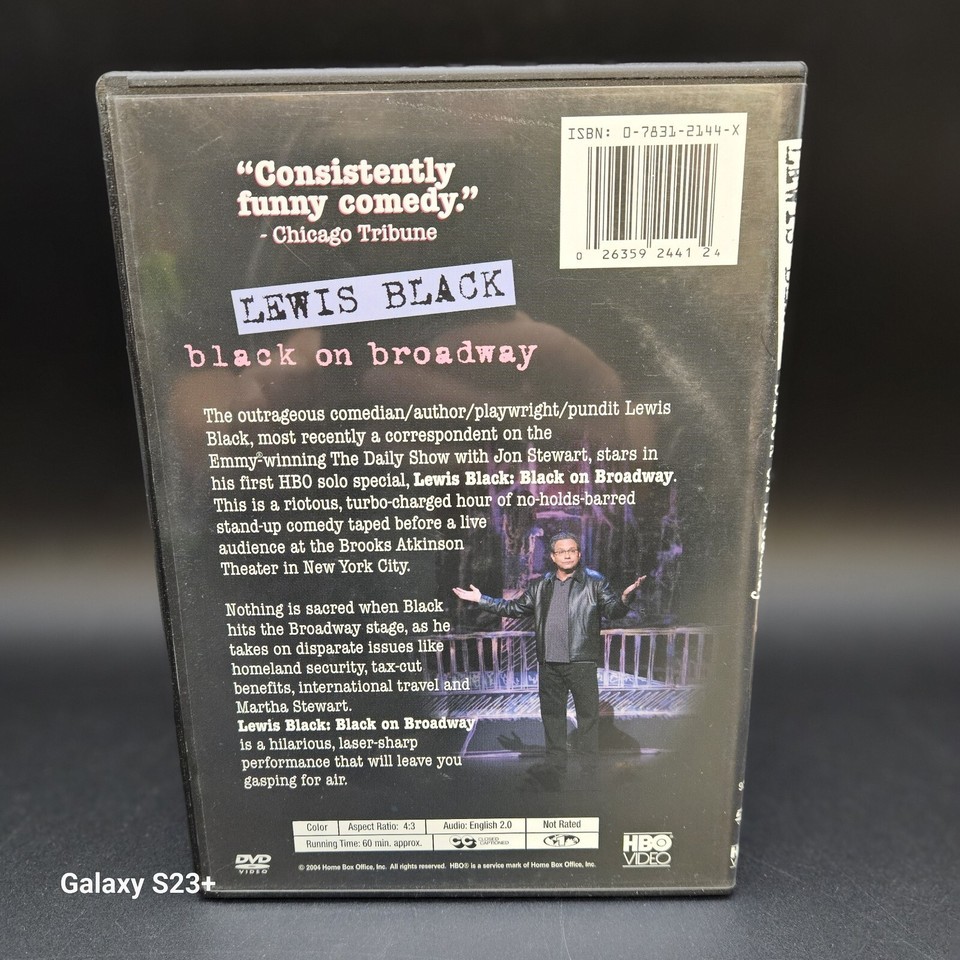 ISBN: 0-7831-2144-X
0 26359 2441 2 4
“Consistently
funny comedy.”
- Chicago Tribune
LEWIS BLACK
black on broadway
The outrageous comedian/author/playwright/pundit Lewis
Black, most recently a correspondent on the
Emmy®winning The Daily Show with Jon Stewart, stars in
his first HBO solo special, Lewis Black: Black on Broadway.
This is a riotous, turbo-charged hour of no-holds-barred
stand-up comedy taped before a live
audience at the Brooks Atkinson
Theater in New York City.
Nothing is sacred when Black
hits the Broadway stage, as he
takes on disparate issues like
homeland security, tax-cut
benefits, international travel and
Martha Stewart.
Lewis Black: Black on Broadway
is a hilarious, laser-sharp
performance that will leave you
gasping for air.
Color Aspect Ratio: 4:3 Audio: English 2.0 Not Rated
Running Time: 60 min. approx. CC CLOSED CAPTIONED
DVD VIDEO
© 2004 Home Box Office, Inc. All rights reserved. HBO® is a service mark of Home Box Office, Inc.
HBO VIDEO
LEWIS
Galaxy S23+